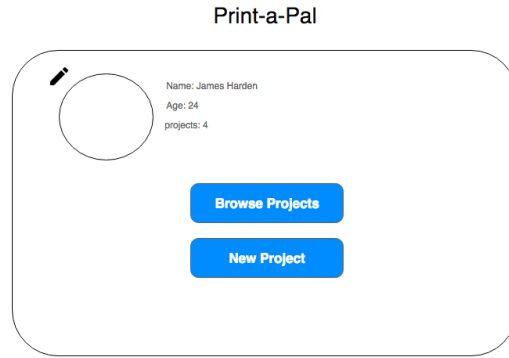 Print-a-Pal
Name: James Harden
Age: 24
projects: 4
Browse Projects
New Project